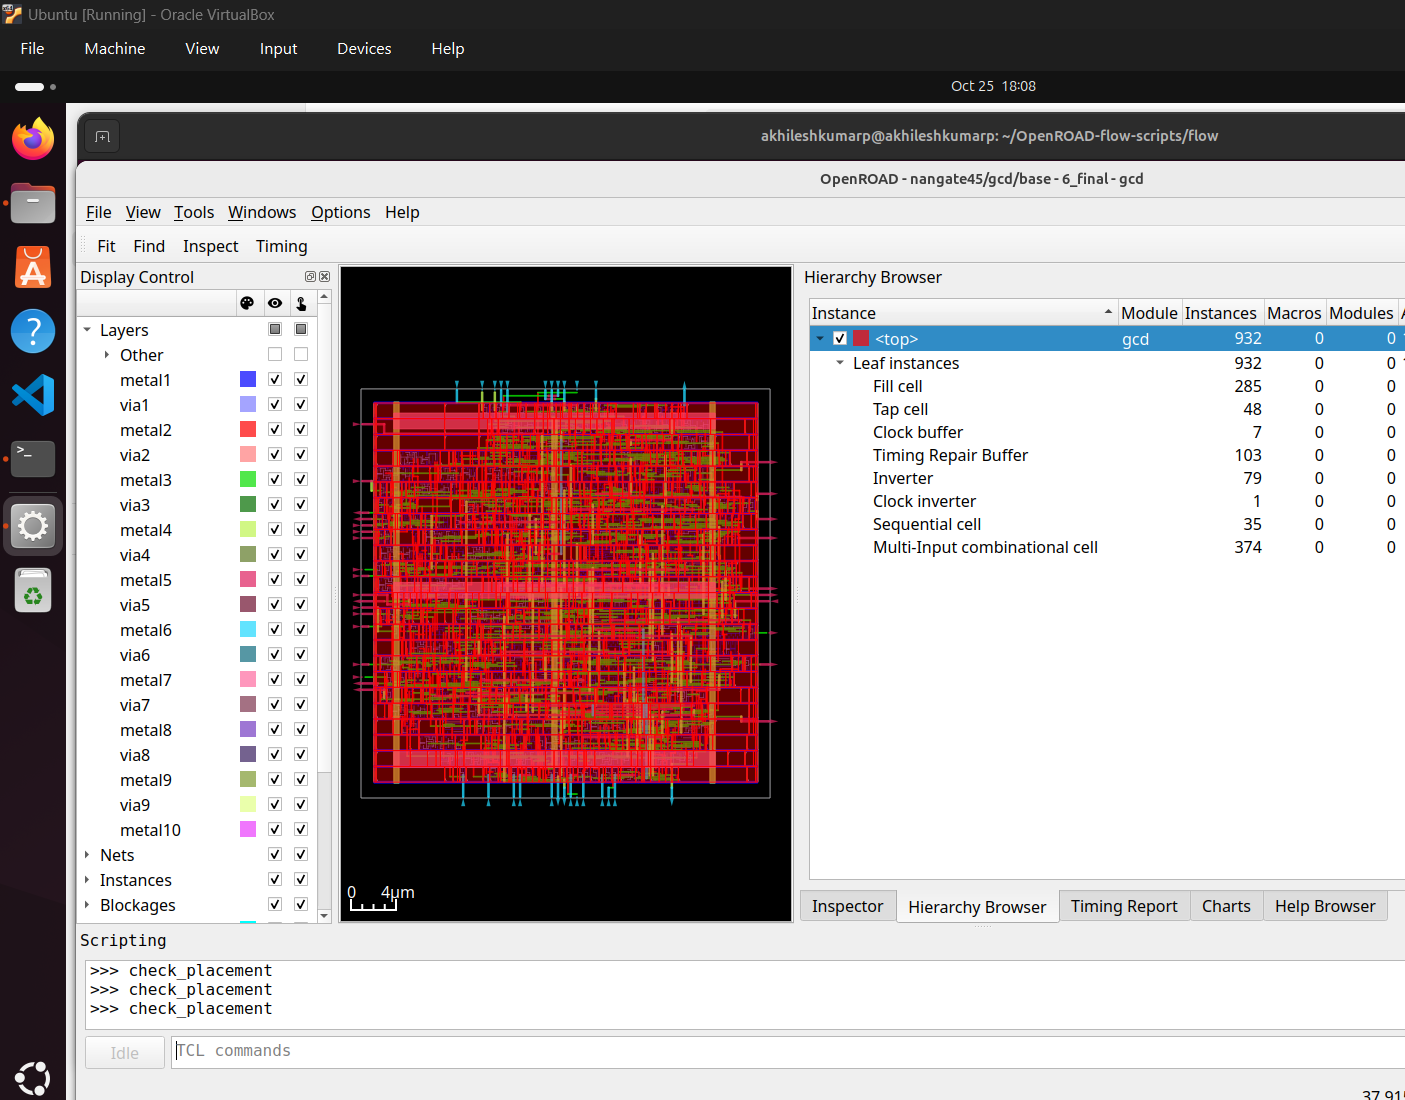 Ubuntu [Running] - Oracle VirtualBox
File Machine View Input Devices Help
Oct 25 18:08
akhileshkumarp@akhileshkumarp: ~/OpenROAD-flow-scripts/flow
OpenROAD - nangate45/gcd/base - 6_final - gcd
File View Tools Windows Options Help
Fit Find Inspect Timing
Display Control
Layers
Other
metal1
via1
metal2
via2
metal3
via3
metal4
via4
metal5
via5
metal6
via6
metal7
via7
metal8
via8
metal9
via9
metal10
Nets
Instances
Blockages
0 4μm
Hierarchy Browser
Instance Module Instances Macros Modules
<top> gcd 932 0 0
Leaf instances 932 0 0
Fill cell 285 0 0
Tap cell 48 0 0
Clock buffer 7 0 0
Timing Repair Buffer 103 0 0
Inverter 79 0 0
Clock inverter 1 0 0
Sequential cell 35 0 0
Multi-Input combinational cell 374 0 0
Inspector Hierarchy Browser Timing Report Charts Help Browser
Scripting
>>> check_placement
>>> check_placement
>>> check_placement
Idle TCL commands